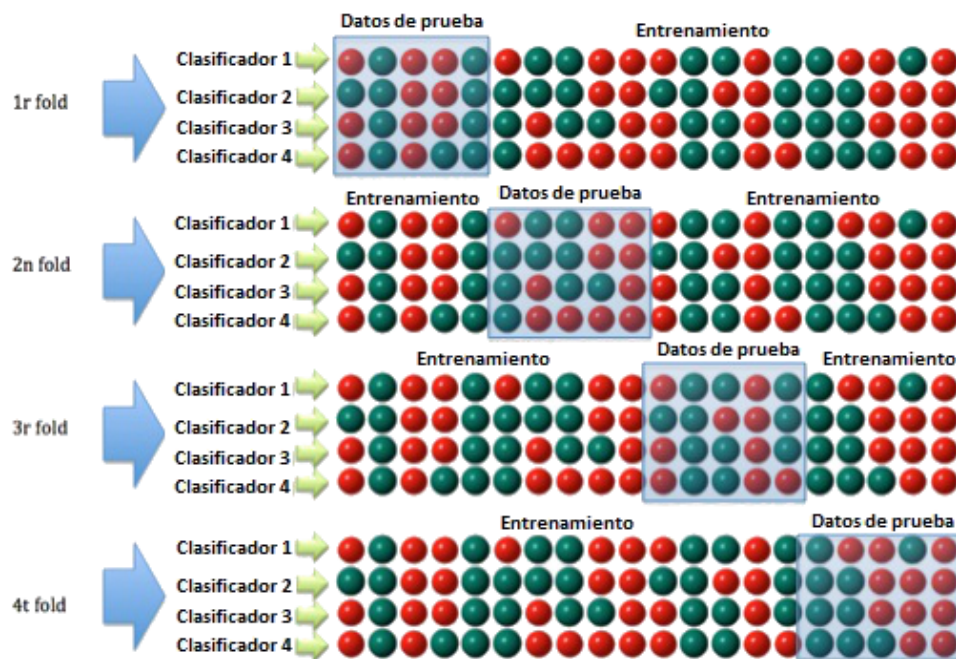 Datos de prueba
Entrenamiento
1r fold
Clasificador 1
Clasificador 2
Clasificador 3
Clasificador 4
Entrenamiento
Datos de prueba
Entrenamiento
2n fold
Clasificador 1
Clasificador 2
Clasificador 3
Clasificador 4
Entrenamiento
Datos de prueba
Entrenamiento
3r fold
Clasificador 1
Clasificador 2
Clasificador 3
Clasificador 4
Entrenamiento
Datos de prueba
4t fold
Clasificador 1
Clasificador 2
Clasificador 3
Clasificador 4